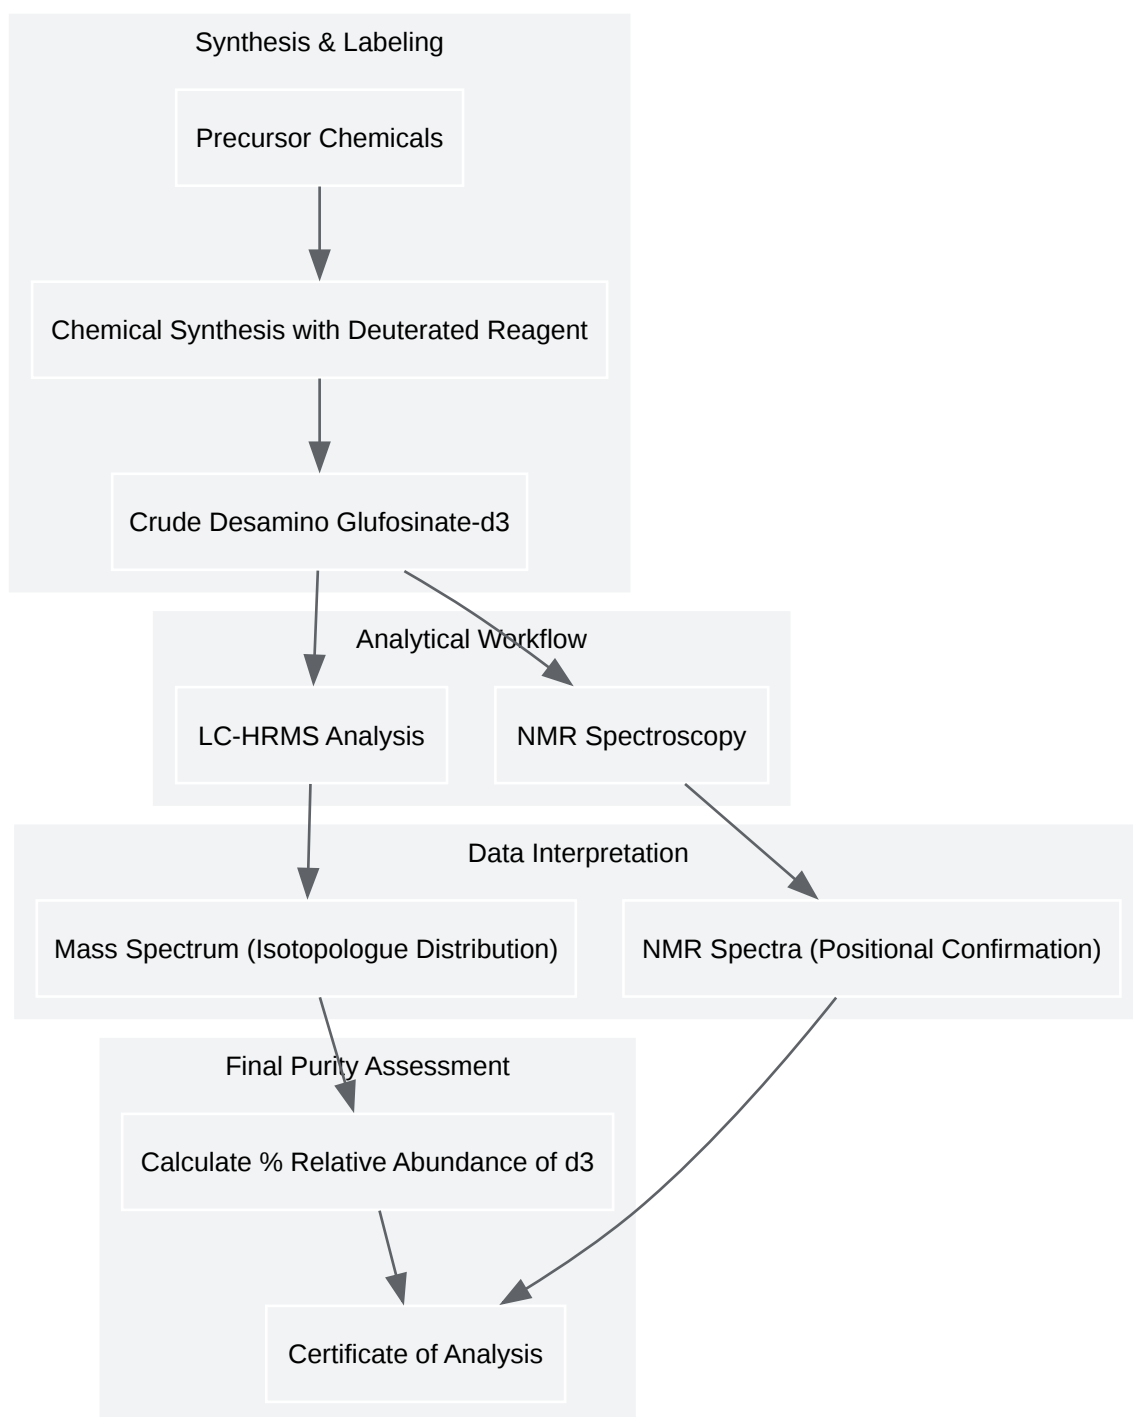 Synthesis & Labeling
Precursor Chemicals
Chemical Synthesis with Deuterated Reagent
Crude Desamino Glufosinate-d3
Analytical Workflow
LC-HRMS Analysis
NMR Spectroscopy
Data Interpretation
Mass Spectrum (Isotopologue Distribution)
NMR Spectra (Positional Confirmation)
Final Purity Assessment
Calculate % Relative Abundance of d3
Certificate of Analysis